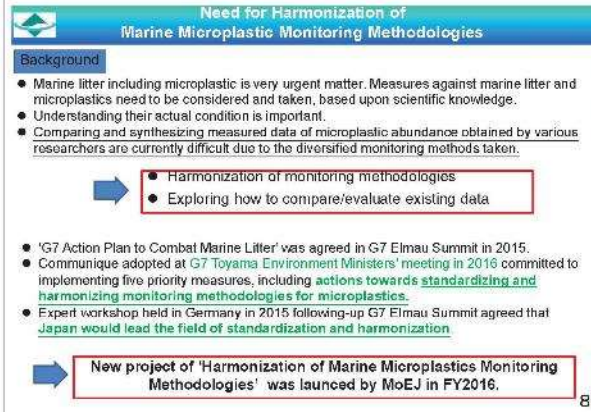 Need for Harmonization of
Marine Microplastic Monitoring Methodologies
Background
● Marine litter including microplastic is very urgent matter. Measures against marine litter and
microplastics need to be considered and taken, based upon scientific knowledge.
● Understanding their actual condition is important.
● Comparing and synthesizing measured data of microplastic abundance obtained by various
researchers are currently difficult due to the diversified monitoring methods taken.
● Harmonization of monitoring methodologies
● Exploring how to compare/evaluate existing data
● 'G7 Action Plan to Combat Marine Litter' was agreed in G7 Elmau Summit in 2015.
● Communique adopted at G7 Toyama Environment Ministers' meeting in 2016 committed to
implementing five priority measures, including actions towards standardizing and
harmonizing monitoring methodologies for microplastics.
● Expert workshop held in Germany in 2015 following-up G7 Elmau Summit agreed that
Japan would lead the field of standardization and harmonization.
New project of 'Harmonization of Marine Microplastics Monitoring
Methodologies' was launced by MoEJ in FY2016.
8